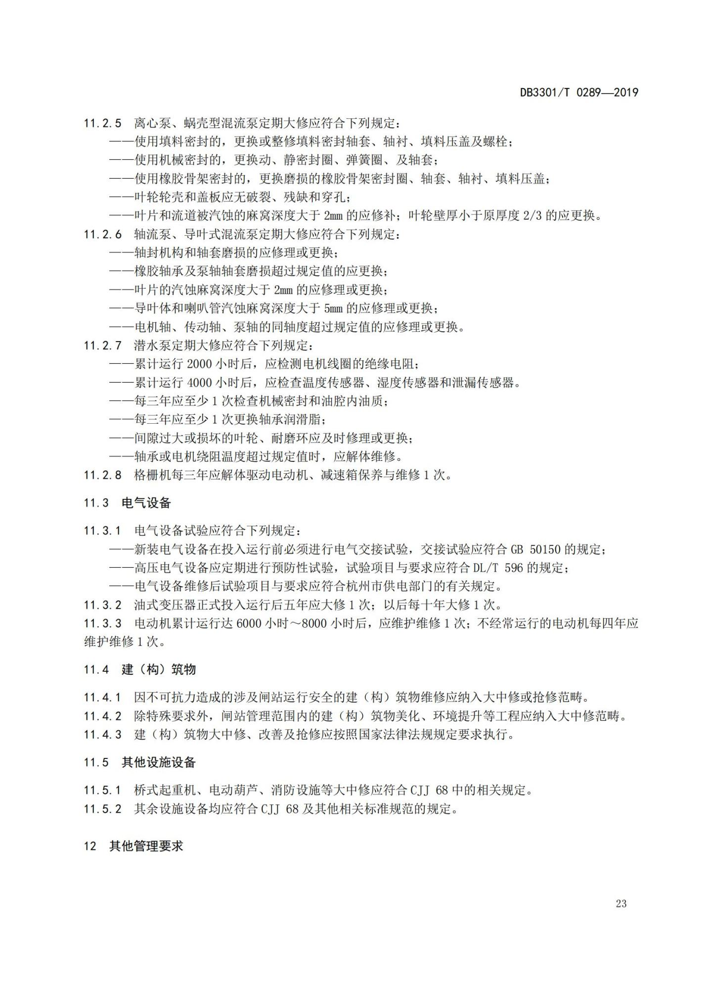 DB3301/T 0289—2019
11.2.5 离心泵、蜗壳型混流泵定期大修应符合下列规定：
——使用填料密封的，更换或整修填料密封轴套、轴衬、填料压盖及螺栓；
——使用机械密封的，更换动、静密封圈、弹簧圈、及轴套；
——使用橡胶骨架密封的，更换磨损的橡胶骨架密封圈、轴套、轴衬、填料压盖；
——叶轮轮壳和盖板应无破裂、残缺和穿孔；
——叶片和流道被汽蚀的麻窝深度大于 2mm 的应修补；叶轮壁厚小于原厚度 2/3 的应更换。
11.2.6 轴流泵、导叶式混流泵定期大修应符合下列规定：
——轴封机构和轴套磨损的应修理或更换；
——橡胶轴承及泵轴轴套磨损超过规定值的应更换；
——叶片的汽蚀麻窝深度大于 2mm 的应修理或更换；
——导叶体和喇叭管汽蚀麻窝深度大于 5mm 的应修理或更换；
——电机轴、传动轴、泵轴的同轴度超过规定值的应修理或更换。
11.2.7 潜水泵定期大修应符合下列规定：
——累计运行 2000 小时后，应检测电机线圈的绝缘电阻；
——累计运行 4000 小时后，应检查温度传感器、湿度传感器和泄漏传感器。
——每三年应至少 1 次检查机械密封和油腔内油质；
——每三年应至少 1 次更换轴承润滑脂；
——间隙过大或损坏的叶轮、耐磨环应及时修理或更换；
——轴承或电机绕阻温度超过规定值时，应解体维修。
11.2.8 格栅机每三年应解体驱动电动机、减速箱保养与维修 1 次。
11.3 电气设备
11.3.1 电气设备试验应符合下列规定：
——新装电气设备在投入运行前必须进行电气交接试验，交接试验应符合 GB 50150 的规定；
——高压电气设备应定期进行预防性试验，试验项目与要求应符合 DL/T 596 的规定；
——电气设备维修后试验项目与要求应符合杭州市供电部门的有关规定。
11.3.2 油式变压器正式投入运行后五年应大修 1 次；以后每十年大修 1 次。
11.3.3 电动机累计运行达 6000 小时～8000 小时后，应维护维修 1 次；不经常运行的电动机每四年应
维护维修 1 次。
11.4 建（构）筑物
11.4.1 因不可抗力造成的涉及闸站运行安全的建（构）筑物维修应纳入大中修或抢修范畴。
11.4.2 除特殊要求外，闸站管理范围内的建（构）筑物美化、环境提升等工程应纳入大中修范畴。
11.4.3 建（构）筑物大中修、改善及抢修应按照国家法律法规规定要求执行。
11.5 其他设施设备
11.5.1 桥式起重机、电动葫芦、消防设施等大中修应符合 CJJ 68 中的相关规定。
11.5.2 其余设施设备均应符合 CJJ 68 及其他相关标准规范的规定。
12 其他管理要求
23